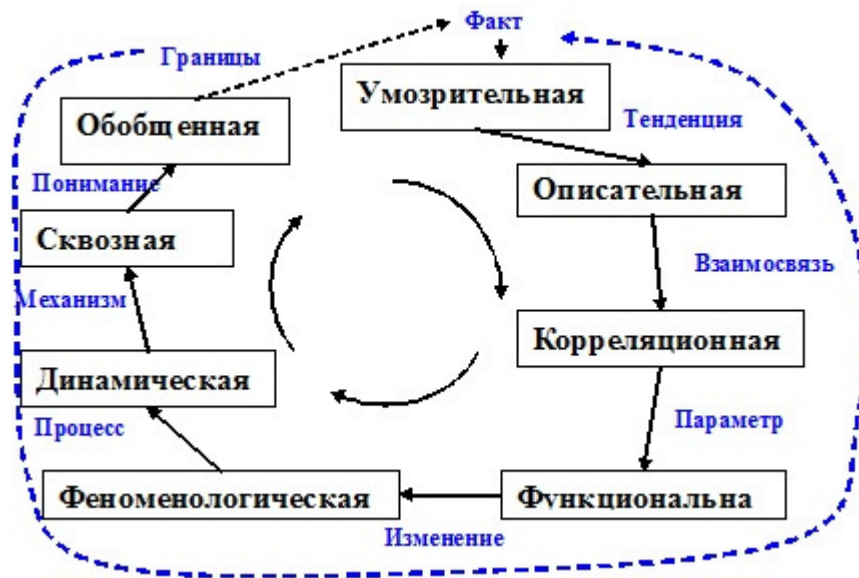 Факт
Границы
Умозрительная
Обобщенная
Тенденция
Понимание
Описательная
Сквозная
Взаимосвязь
Механизм
Корреляционная
Динамическая
Процесс
Параметр
Феноменологическая
Функциональна
Изменение